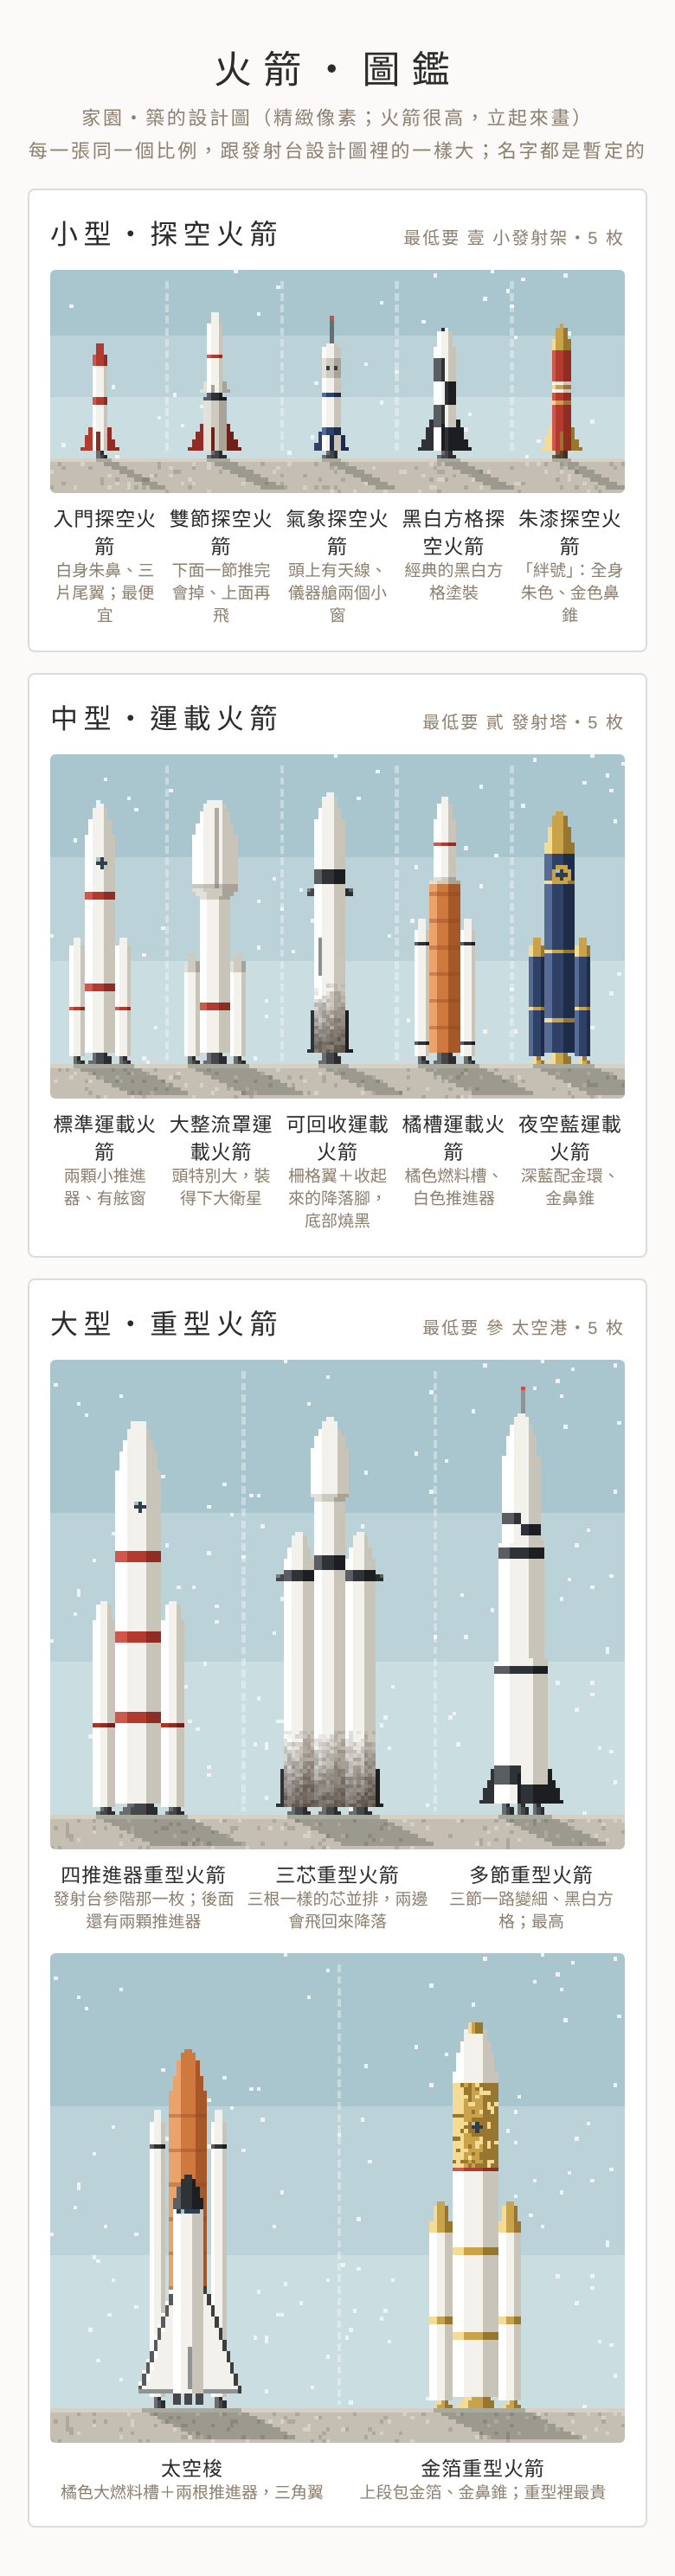 火箭・圖鑑
家園・築的設計圖（精緻像素；火箭很高，立起來畫）
每一張同一個比例，跟發射台設計圖裡的一樣大；名字都是暫定的
小型・探空火箭
最低要 壹 小發射架・5 枚
入門探空火
箭
白身朱鼻、三
片尾翼；最便
宜
雙節探空火
箭
下面一節推完
會掉、上面再
飛
氣象探空火
箭
頭上有天線、
儀器艙兩個小
窗
黑白方格探
空火箭
經典的黑白方
格塗裝
朱漆探空火
箭
「絆號」：全身
朱色、金色鼻
錐
中型・運載火箭
最低要 貳 發射塔・5 枚
標準運載火
箭
兩顆小推進
器、有舷窗
大整流罩運
載火箭
頭特別大，裝
得下大衛星
可回收運載
火箭
柵格翼＋收起
來的降落腳，
底部燒黑
橘槽運載火
箭
橘色燃料槽、
白色推進器
夜空藍運載
火箭
深藍配金環、
金鼻錐
大型・重型火箭
最低要 參 太空港・5 枚
四推進器重型火箭
發射台參階那一枚；後面
還有兩顆推進器
三芯重型火箭
三根一樣的芯並排，兩邊
會飛回來降落
多節重型火箭
三節一路變細、黑白方
格；最高
太空梭
橘色大燃料槽＋兩根推進器，三角翼
金箔重型火箭
上段包金箔、金鼻錐；重型裡最貴